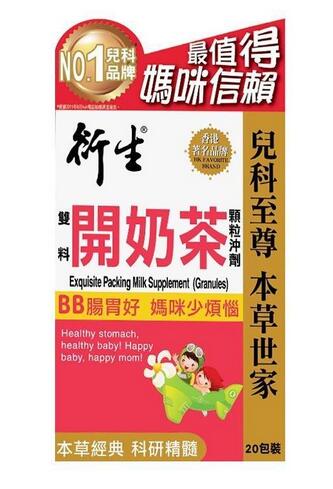 NO.1兒科品牌
最值得
媽咪信賴
衍生®
香港
著名品牌
HK FAVORITE
BRAND
兒科至尊 本草世家
雙料
開奶茶
顆粒沖劑
Exquisite Packing Milk Supplement (Granules)
BB腸胃好 媽咪少煩惱
Healthy stomach,
healthy baby! Happy
baby, happy mom!
本草經典 科研精髓
20包裝